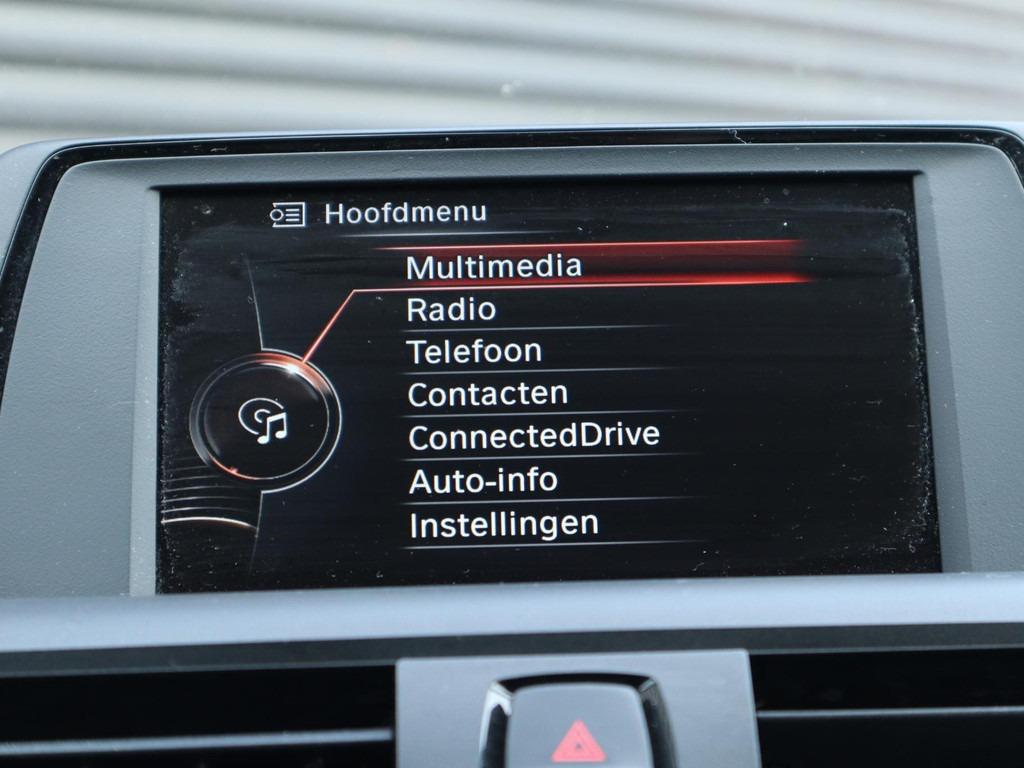 Hoofdmenu
Multimedia
Radio
Telefoon
Contacten
ConnectedDrive
Auto-info
Instellingen